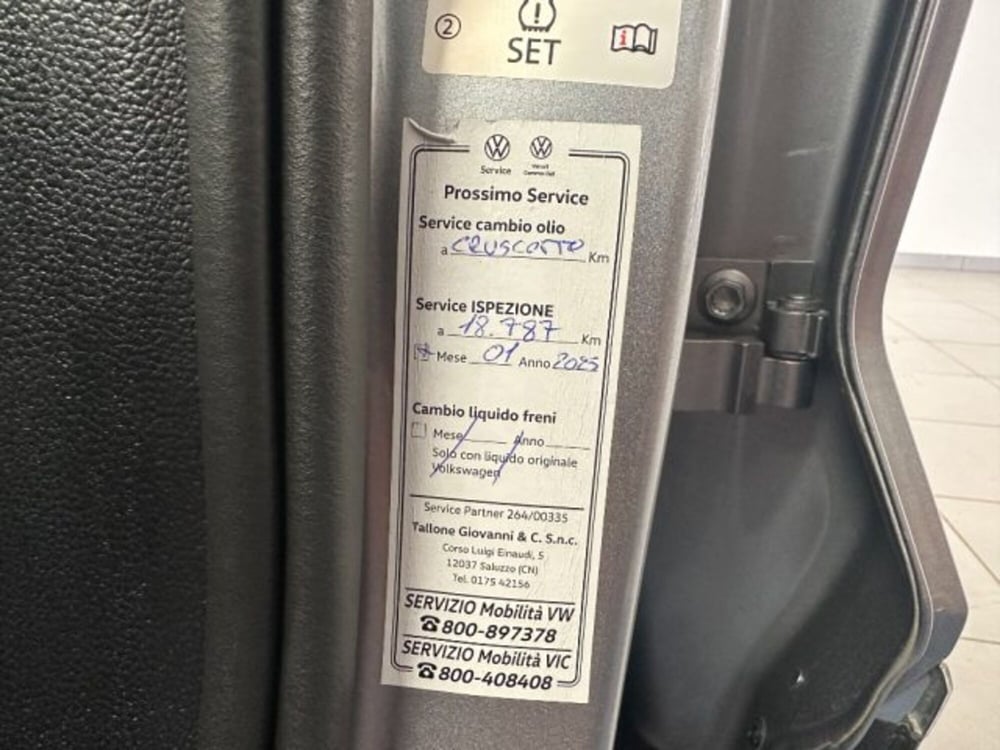 ②
SET
i
Service
Prossimo Service
Service cambio olio
a CRUSCOTTO Km
Service ISPEZIONE
a 18.787 Km
Mese 01 Anno 2025
Cambio liquido freni
Mese Anno
Solo con liquido originale
Volkswagen
Service Partner 264/00335
Tallone Giovanni & C. S.n.c.
Corso Luigi Einaudi, 5
12037 Saluzzo (CN)
Tel. 0175 42156
SERVIZIO Mobilità VW
☎800-897378
SERVIZIO Mobilità VIC
☎800-408408